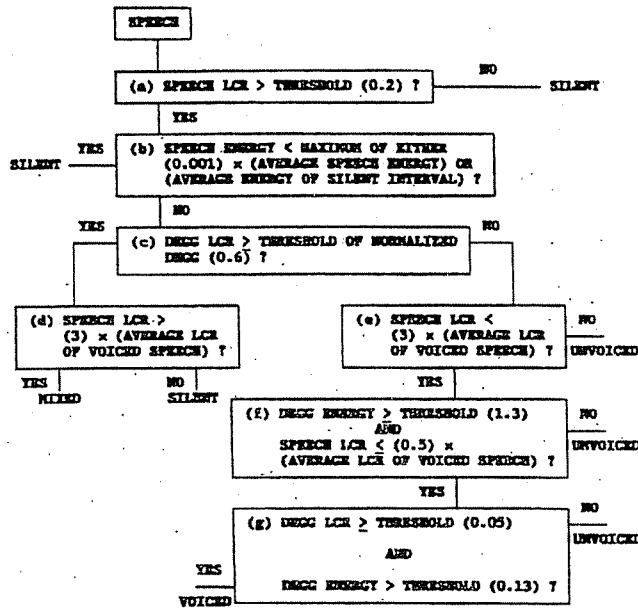 SPEECH
(a) SPEECH LCR > THRESHOLD (0.2) ?
NO
SILENT
YES
(b) SPEECH ENERGY < MAXIMUM OF EITHER
(0.001) × (AVERAGE SPEECH ENERGY) OR
(AVERAGE ENERGY OF SILENT INTERVAL) ?
YES
SILENT
NO
(c) DEGG LCR ≥ THRESHOLD OF NORMALIZED
DEGG (0.6) ?
YES
NO
(d) SPEECH LCR >
(3) × (AVERAGE LCR
OF VOICED SPEECH) ?
YES
MIXED
NO
SILENT
(e) SPEECH LCR <
(3) × (AVERAGE LCR
OF VOICED SPEECH) ?
NO
UNVOICED
YES
(f) DEGG ENERGY ≥ THRESHOLD (1.3)
AND
SPEECH LCR ≤ (0.5) ×
(AVERAGE LCR OF VOICED SPEECH) ?
NO
UNVOICED
YES
(g) DEGG LCR ≥ THRESHOLD (0.05)
AND
DEGG ENERGY > THRESHOLD (0.13) ?
NO
UNVOICED
YES
VOICED